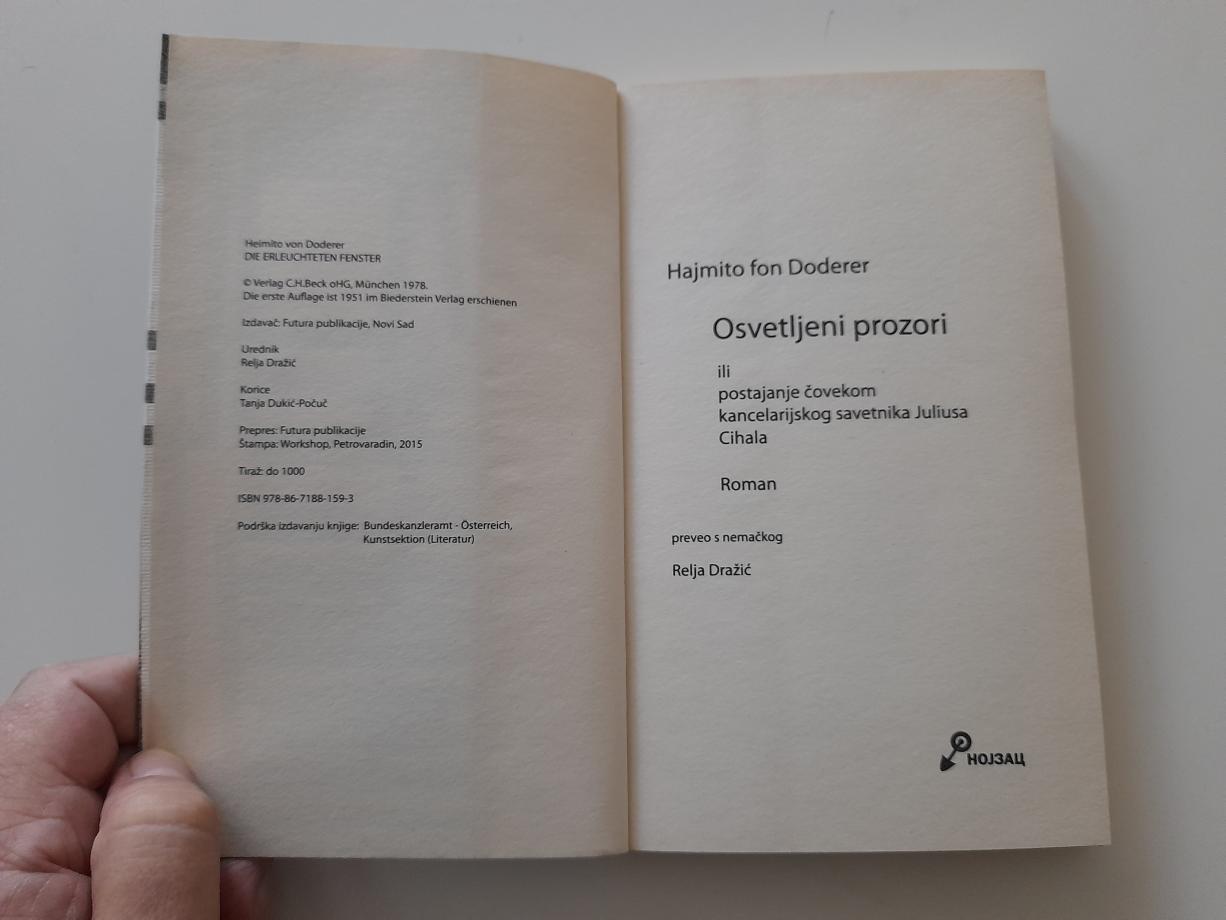 Heimito von Doderer
DIE ERLEUCHTETEN FENSTER
© Verlag C.H.Beck oHG, München 1978.
Die erste Auflage ist 1951 im Biederstein Verlag erschienen
Izdavač: Futura publikacije, Novi Sad
Urednik
Relja Dražić
Korice
Tanja Dukić-Počuč
Prepres: Futura publikacije
Štampa: Workshop, Petrovaradin, 2015
Tiraž: do 1000
ISBN 978-86-7188-159-3
Podrška izdavanju knjige: Bundeskanzleramt - Österreich,
Kunstsektion (Literatur)
Hajmito fon Doderer
Osvetljeni prozori
ili
postajanje čovekom
kancelarijskog savetnika Juliusa
Cihala
Roman
preveo s nemačkog
Relja Dražić
НОЈЗАЦ